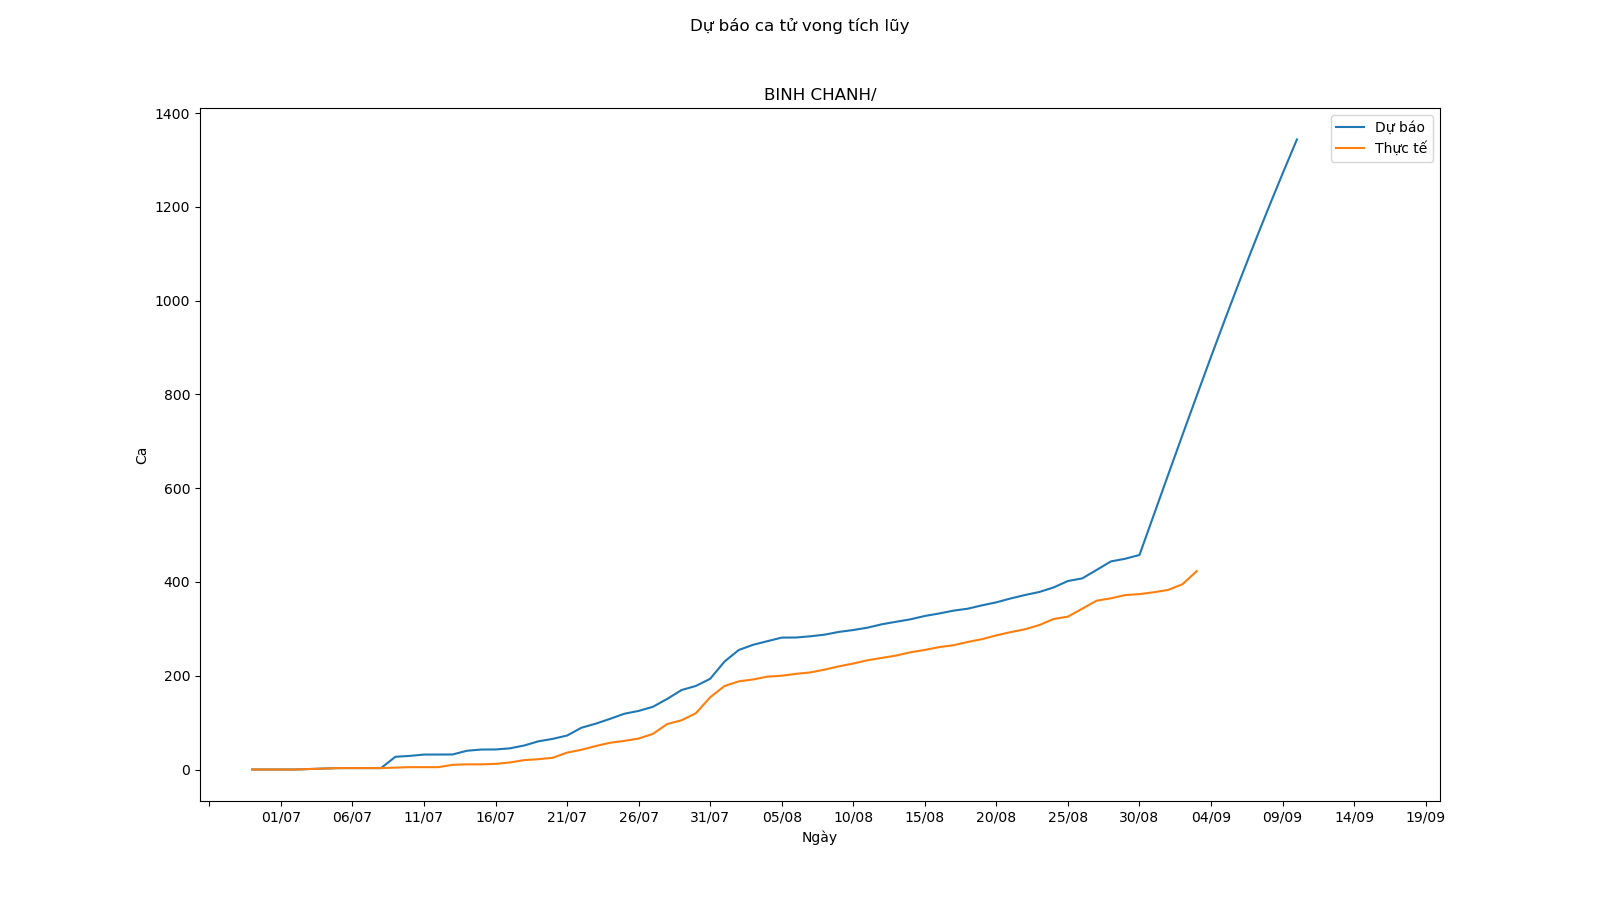 Dự báo ca tử vong tích lũy
BINH CHANH/
Dự báo
Thực tế
1400
1200
1000
800
600
400
200
0
Ca
01/07 06/07 11/07 16/07 21/07 26/07 31/07 05/08 10/08 15/08 20/08 25/08 30/08 04/09 09/09 14/09 19/09
Ngày